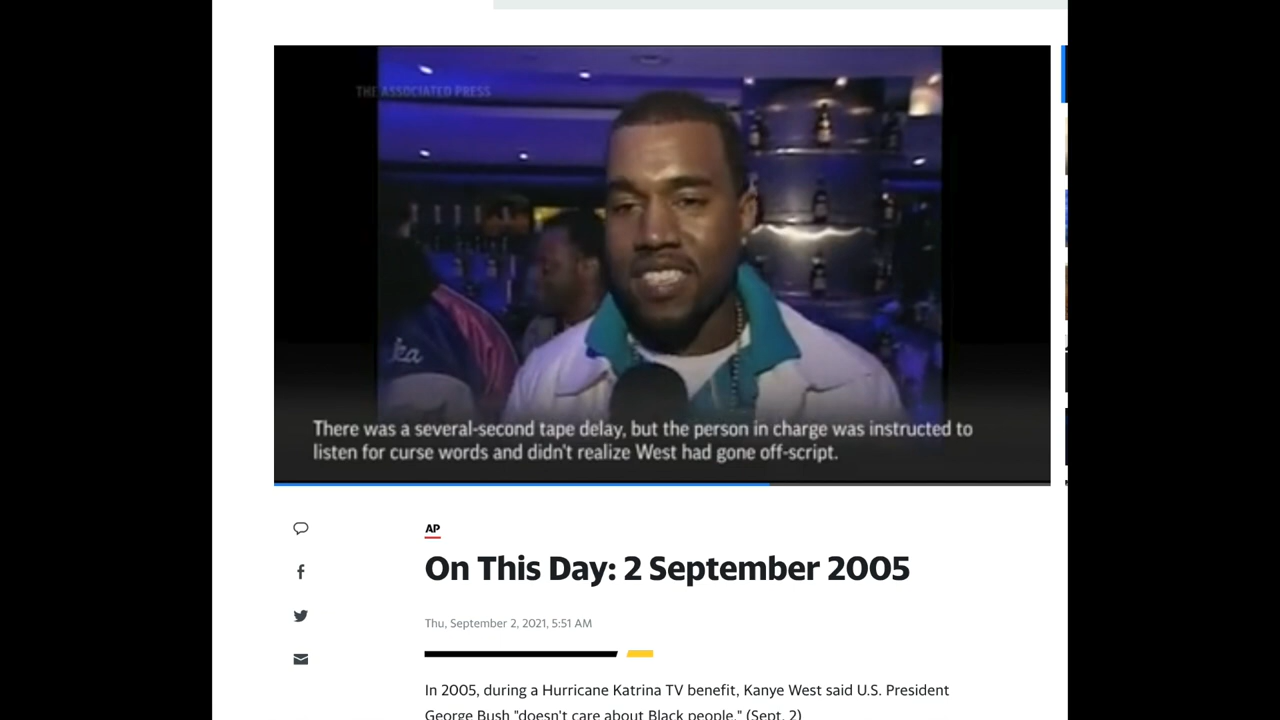 THE ASSOCIATED PRESS
ka
There was a several-second tape delay, but the person in charge was instructed to
listen for curse words and didn't realize West had gone off-script.
AP
On This Day: 2 September 2005
Thu, September 2, 2021, 5:51 AM
In 2005, during a Hurricane Katrina TV benefit, Kanye West said U.S. President
George Bush "doesn't care about Black people." (Sept. 2)